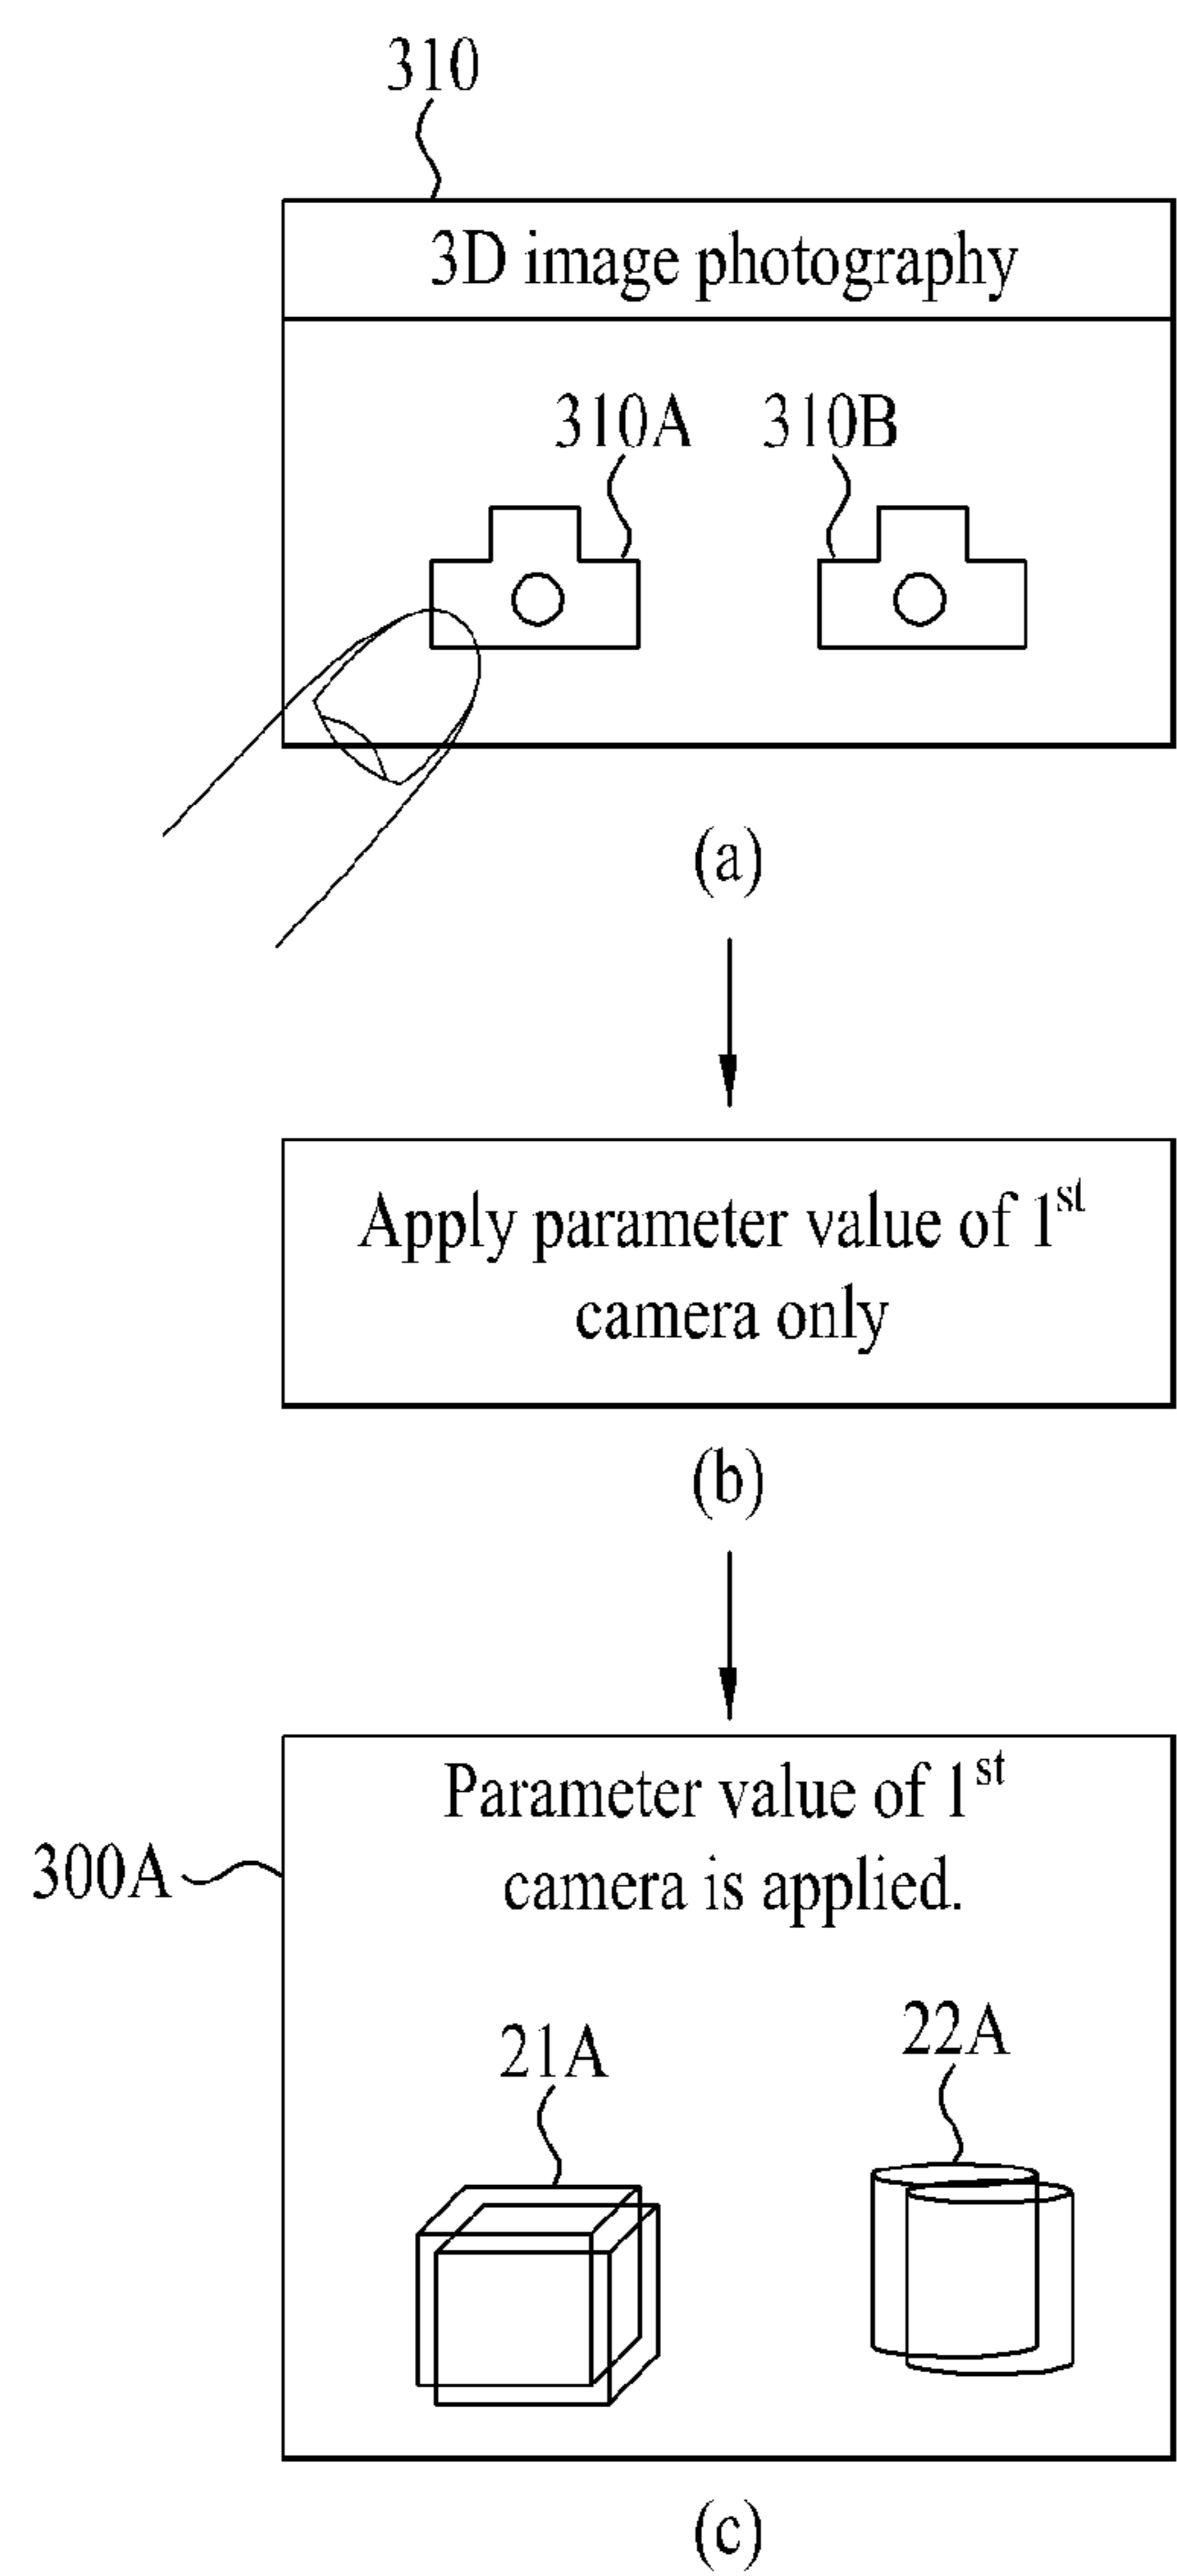 310
3D image photography
310A 310B
(a)
Apply parameter value of 1st
camera only
(b)
Parameter value of 1st
camera is applied.
300A
21A 22A
(c)